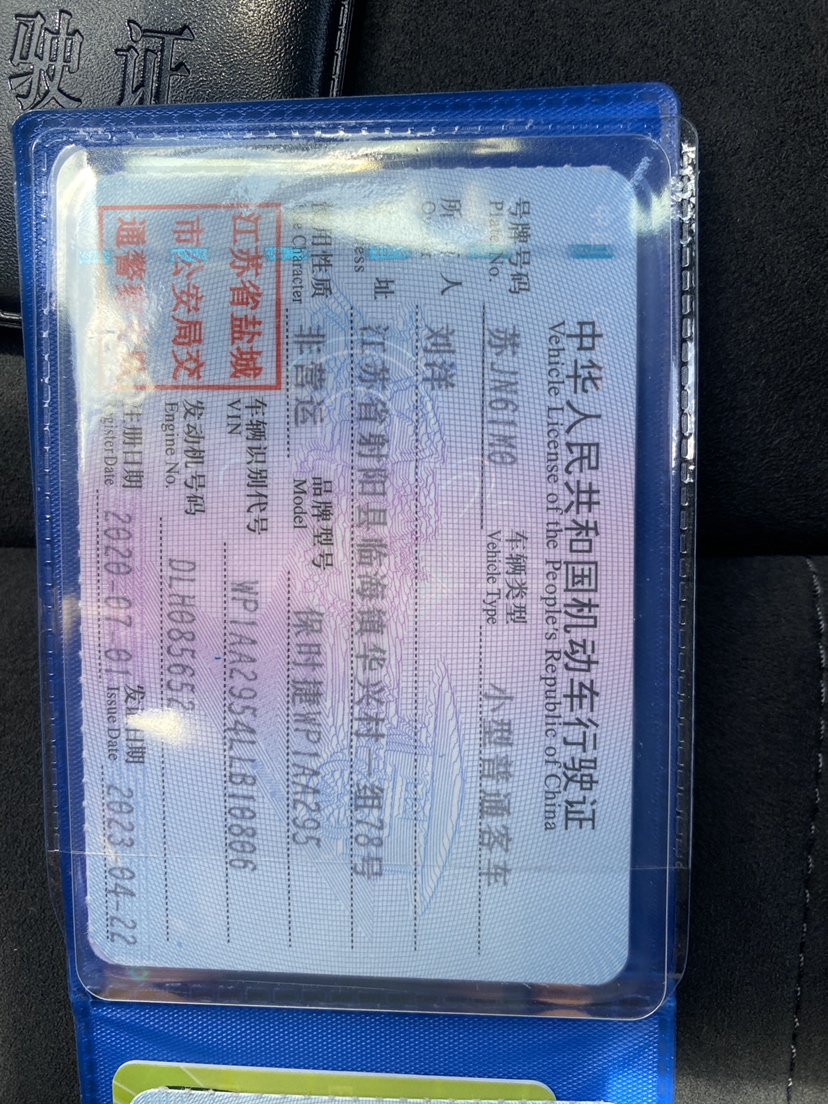 驶证
中华人民共和国机动车行驶证
Vehicle License of the People's Republic of China
号牌号码 苏JN61M0 车辆类型 小型普通客车
Plate No. Vehicle Type
所 人 刘祥
址 江苏省射阳县临海镇华兴村一组78号
用性质 非营运 品牌型号 保时捷WP1AA295
Character Model
江苏省盐城
市公安局交
通警
车辆识别代号 WP1AA2954LLB10806
VIN
发动机号码 DLH085652
Engine No.
注册日期 2020-07-01 发证日期 2023-04-22
Register Date Issue Date